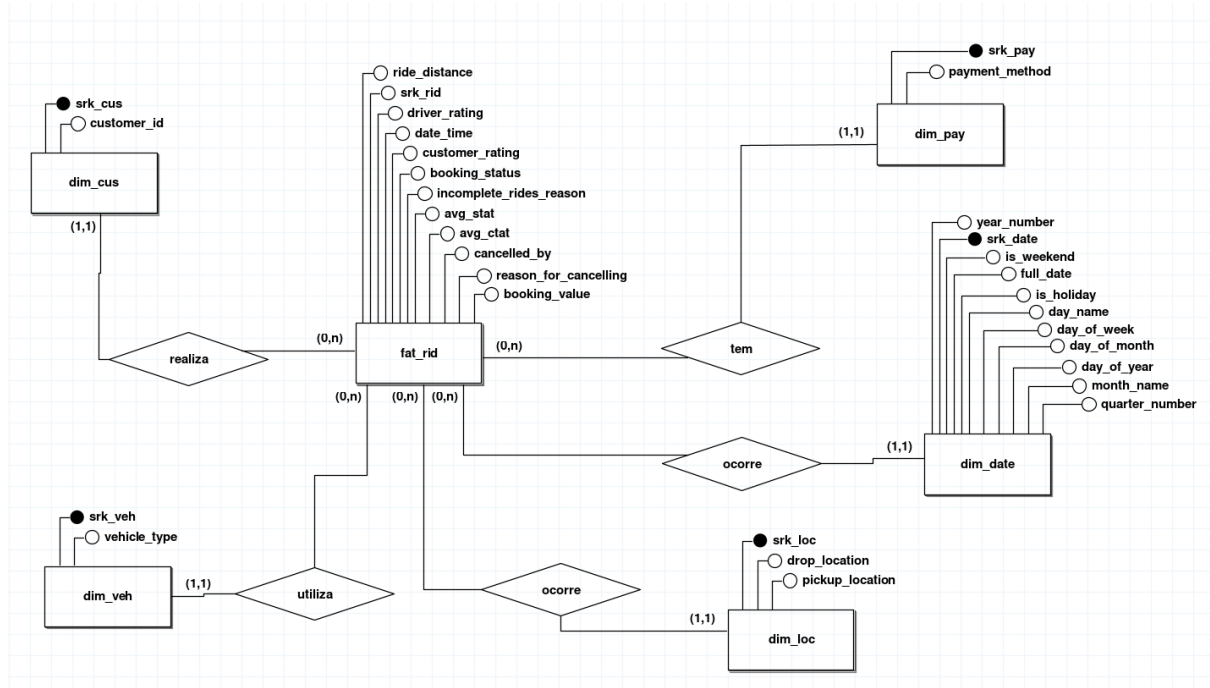 srk_pay
payment_method
dim_pay
(1,1)
srk_cus
customer_id
dim_cus
(1,1)
ride_distance
srk_rid
driver_rating
date_time
customer_rating
booking_status
incomplete_rides_reason
avg_stat
avg_ctat
cancelled_by
reason_for_cancelling
booking_value
fat_rid
(0,n)
(0,n)
(0,n)
(0,n)
(0,n)
realiza
tem
year_number
srk_date
is_weekend
full_date
is_holiday
day_name
day_of_week
day_of_month
day_of_year
month_name
quarter_number
dim_date
(1,1)
ocorre
srk_veh
vehicle_type
dim_veh
(1,1)
utiliza
ocorre
srk_loc
drop_location
pickup_location
(1,1)
dim_loc